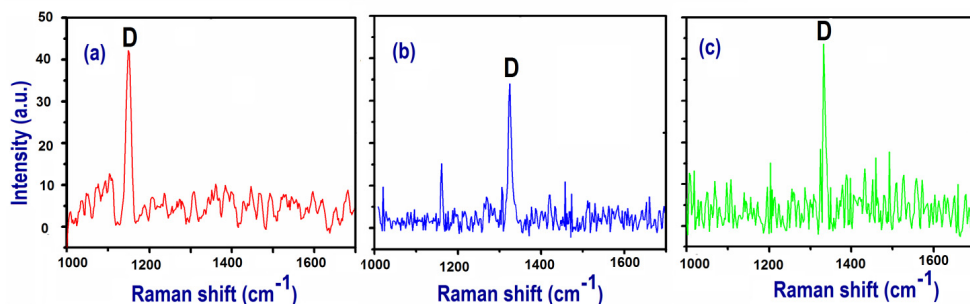 50
40
30
20
10
0
Intensity (a.u.)
(a)
D
1000 1200 1400 1600
Raman shift (cm⁻¹)
(b)
D
1000 1200 1400 1600
Raman shift (cm⁻¹)
(c)
D
1000 1200 1400 1600
Raman shift (cm⁻¹)